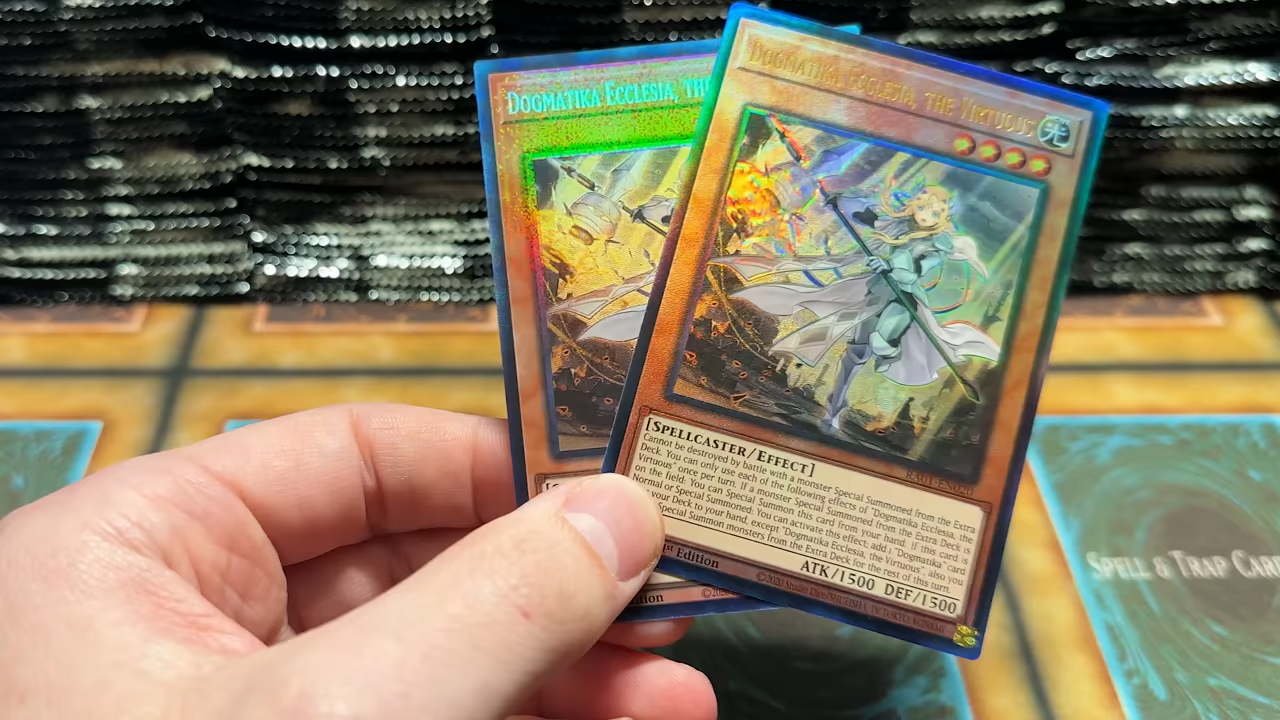 DOGMATIKA ECCLESIA, THE
DOGMATIKA ECCLESIA, THE VIRTUOUS
光
RA01-EN020
[SPELLCASTER/EFFECT]
Cannot be destroyed by battle with a monster Special Summoned from the Extra
Deck. You can only use each of the following effects of "Dogmatika Ecclesia, the
Virtuous" once per turn. If a monster Special Summoned from the Extra Deck is
on the field: You can Special Summon this card from your hand. If this card is
Normal or Special Summoned: You can activate this effect; add 1 "Dogmatika" card
your Deck to your hand, except "Dogmatika Ecclesia, the Virtuous", also you
Special Summon monsters from the Extra Deck for the rest of this turn.
ATK/1500 DEF/1500
1st Edition
©2020 Studio Dice/SHUEISHA, TV TOKYO, KONAMI
ition
SPELL & TRAP CARD